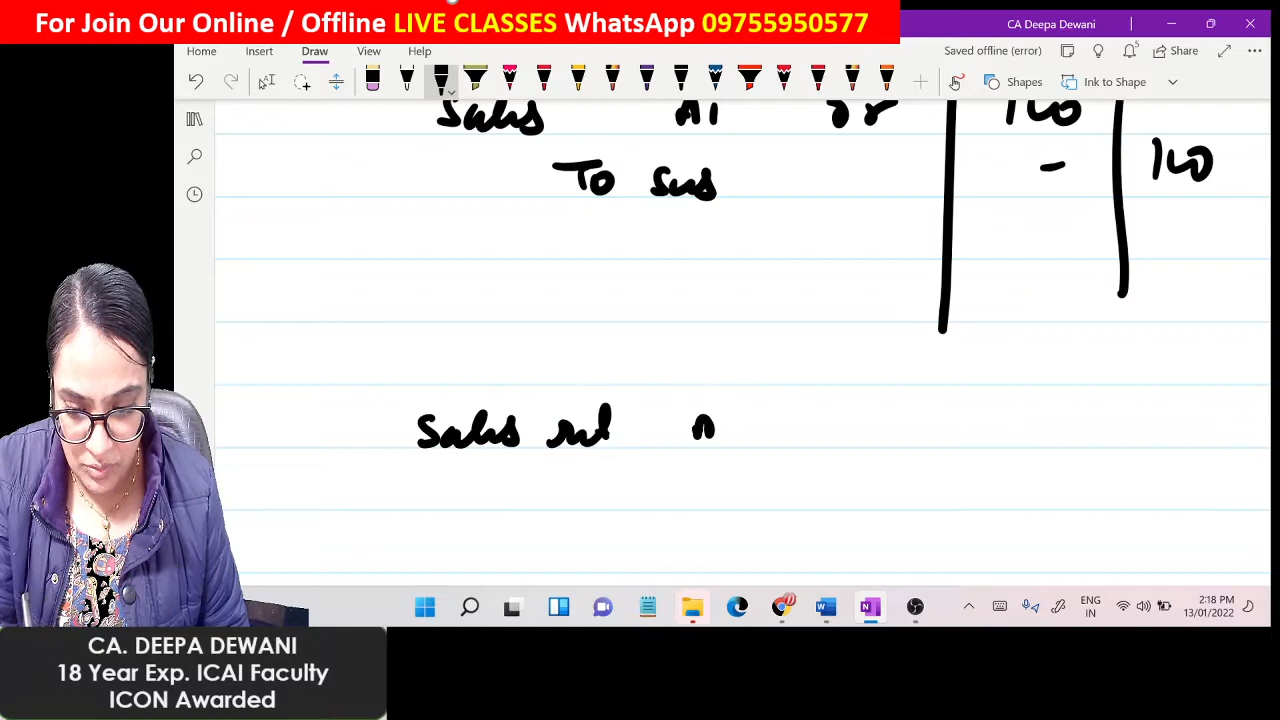 For Join Our Online / Offline LIVE CLASSES WhatsApp 09755950577
CA Deepa Dewani
Home Insert Draw View Help
Saved offline (error) Share
Shapes Ink to Shape
Sales
To sus - 160
Sales
ENG
IN
2:18 PM
13/01/2022
CA. DEEPA DEWANI
18 Year Exp. ICAI Faculty
ICON Awarded